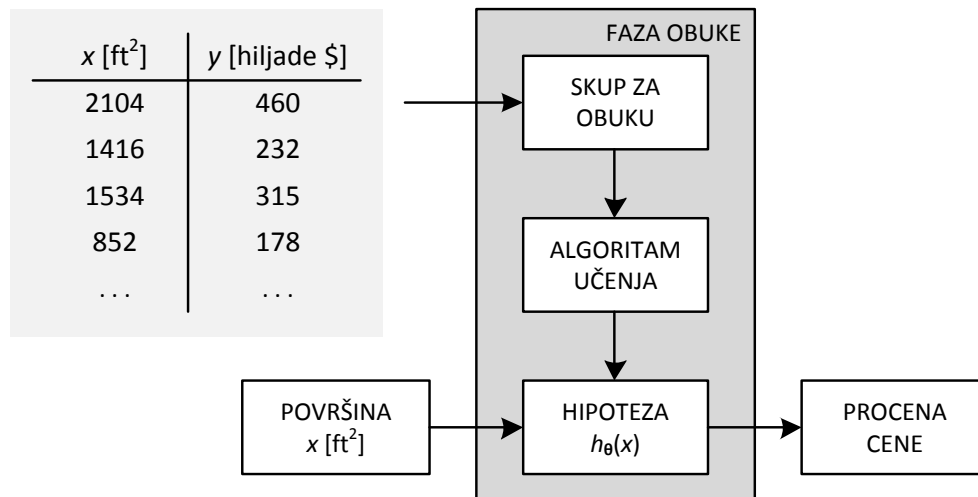 x [ft²] y [hiljade $]
2104 460
1416 232
1534 315
852 178
. . . . . .
FAZA OBUKE
SKUP ZA
OBUKU
ALGORITAM
UČENJA
POVRŠINA
x [ft²]
HIPOTEZA
hθ(x)
PROCENA
CENE